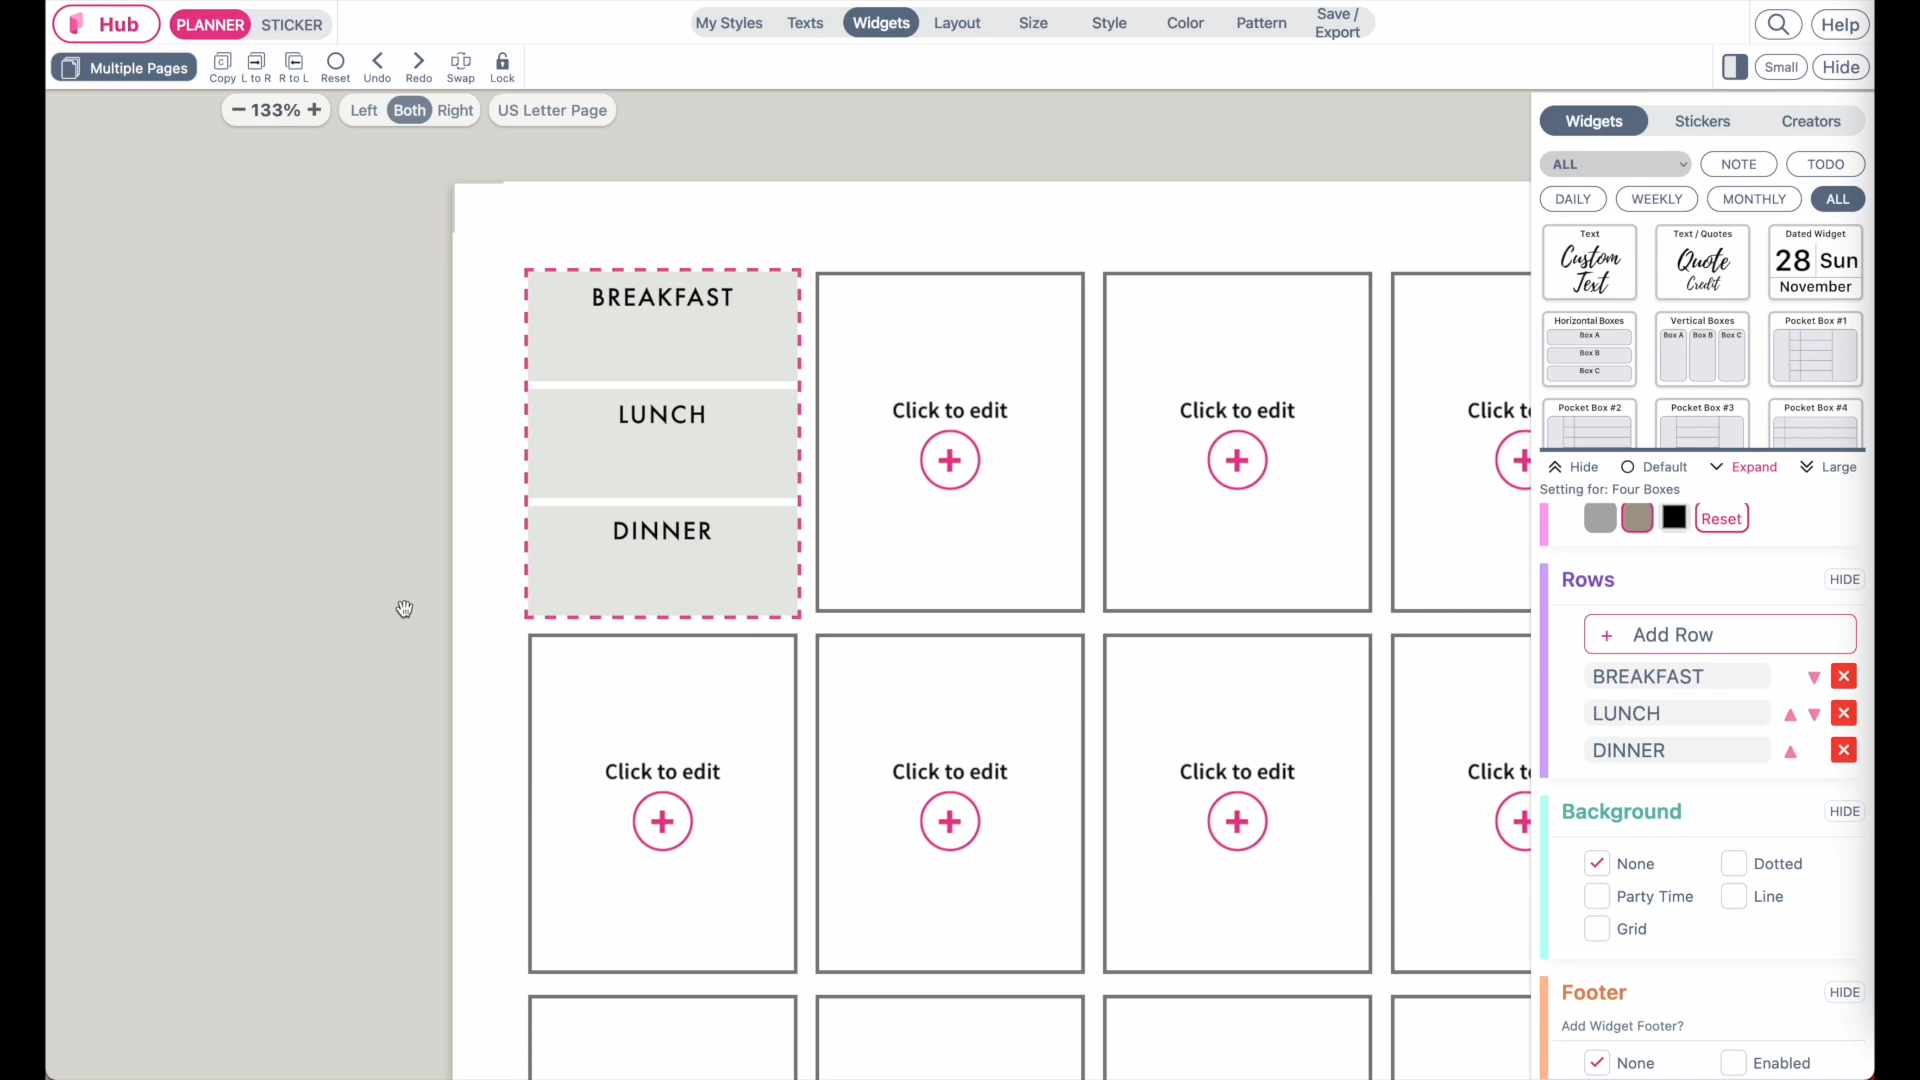 Hub PLANNER STICKER
My Styles Texts Widgets Layout Size Style Color Pattern Save / Export
Help
Multiple Pages
Copy L to R R to L Reset Undo Redo Swap Lock
Small Hide
133% Left Both Right US Letter Page
Widgets Stickers Creators
ALL NOTE TODO
DAILY WEEKLY MONTHLY ALL
Text Text / Quotes Dated Widget
Custom Text
Quote Credit
28 Sun
November
Horizontal Boxes Vertical Boxes Pocket Box #1
Box A
Box B
Box C
Box A Box B Box C
Pocket Box #2 Pocket Box #3 Pocket Box #4
Hide Default Expand Large
Setting for: Four Boxes
Reset
Rows HIDE
+ Add Row
BREAKFAST
LUNCH
DINNER
Background HIDE
None Dotted
Party Time Line
Grid
Footer HIDE
Add Widget Footer?
None Enabled
BREAKFAST
LUNCH
DINNER
Click to edit
Click to edit
Click t
Click to edit
Click to edit
Click to edit
Click t